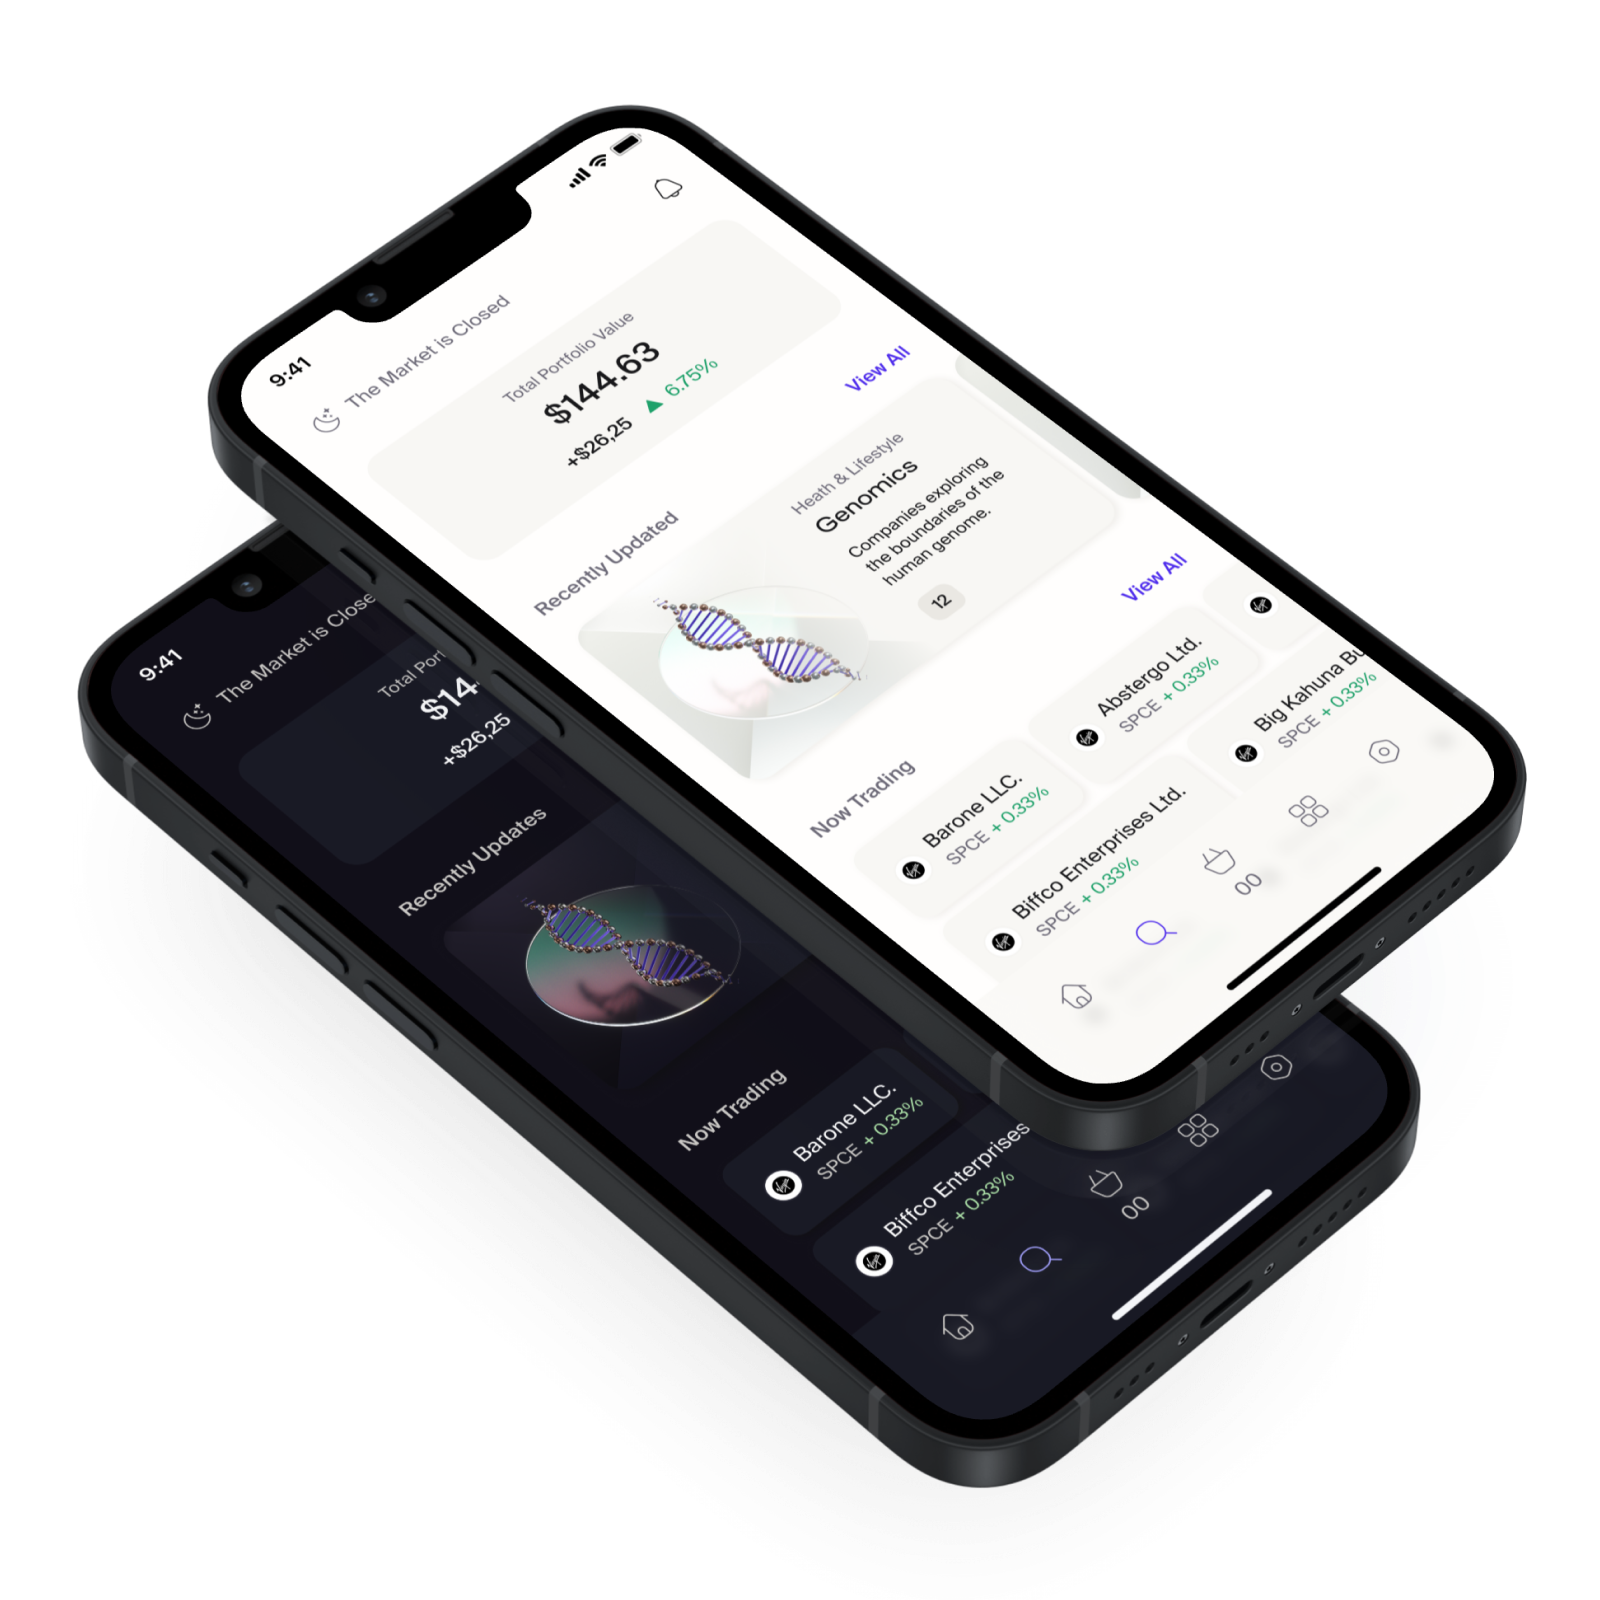 9:41
The Market is Closed
Total Portfolio Value
$144.63
+$26,25 ▲ 6.75%
Recently Updated
View All
Heath & Lifestyle
Genomics
Companies exploring
the boundaries of the
human genome.
12
Now Trading
View All
Barone LLC.
SPCE + 0.33%
Abstergo Ltd.
SPCE + 0.33%
Biffco Enterprises Ltd.
SPCE + 0.33%
Big Kahuna Bu
SPCE + 0.33%
00
9:41
The Market is Close
Total Port
$14
+$26,25
Recently Updates
Now Trading
Barone LLC.
SPCE + 0.33%
Biffco Enterprises
SPCE + 0.33%
00